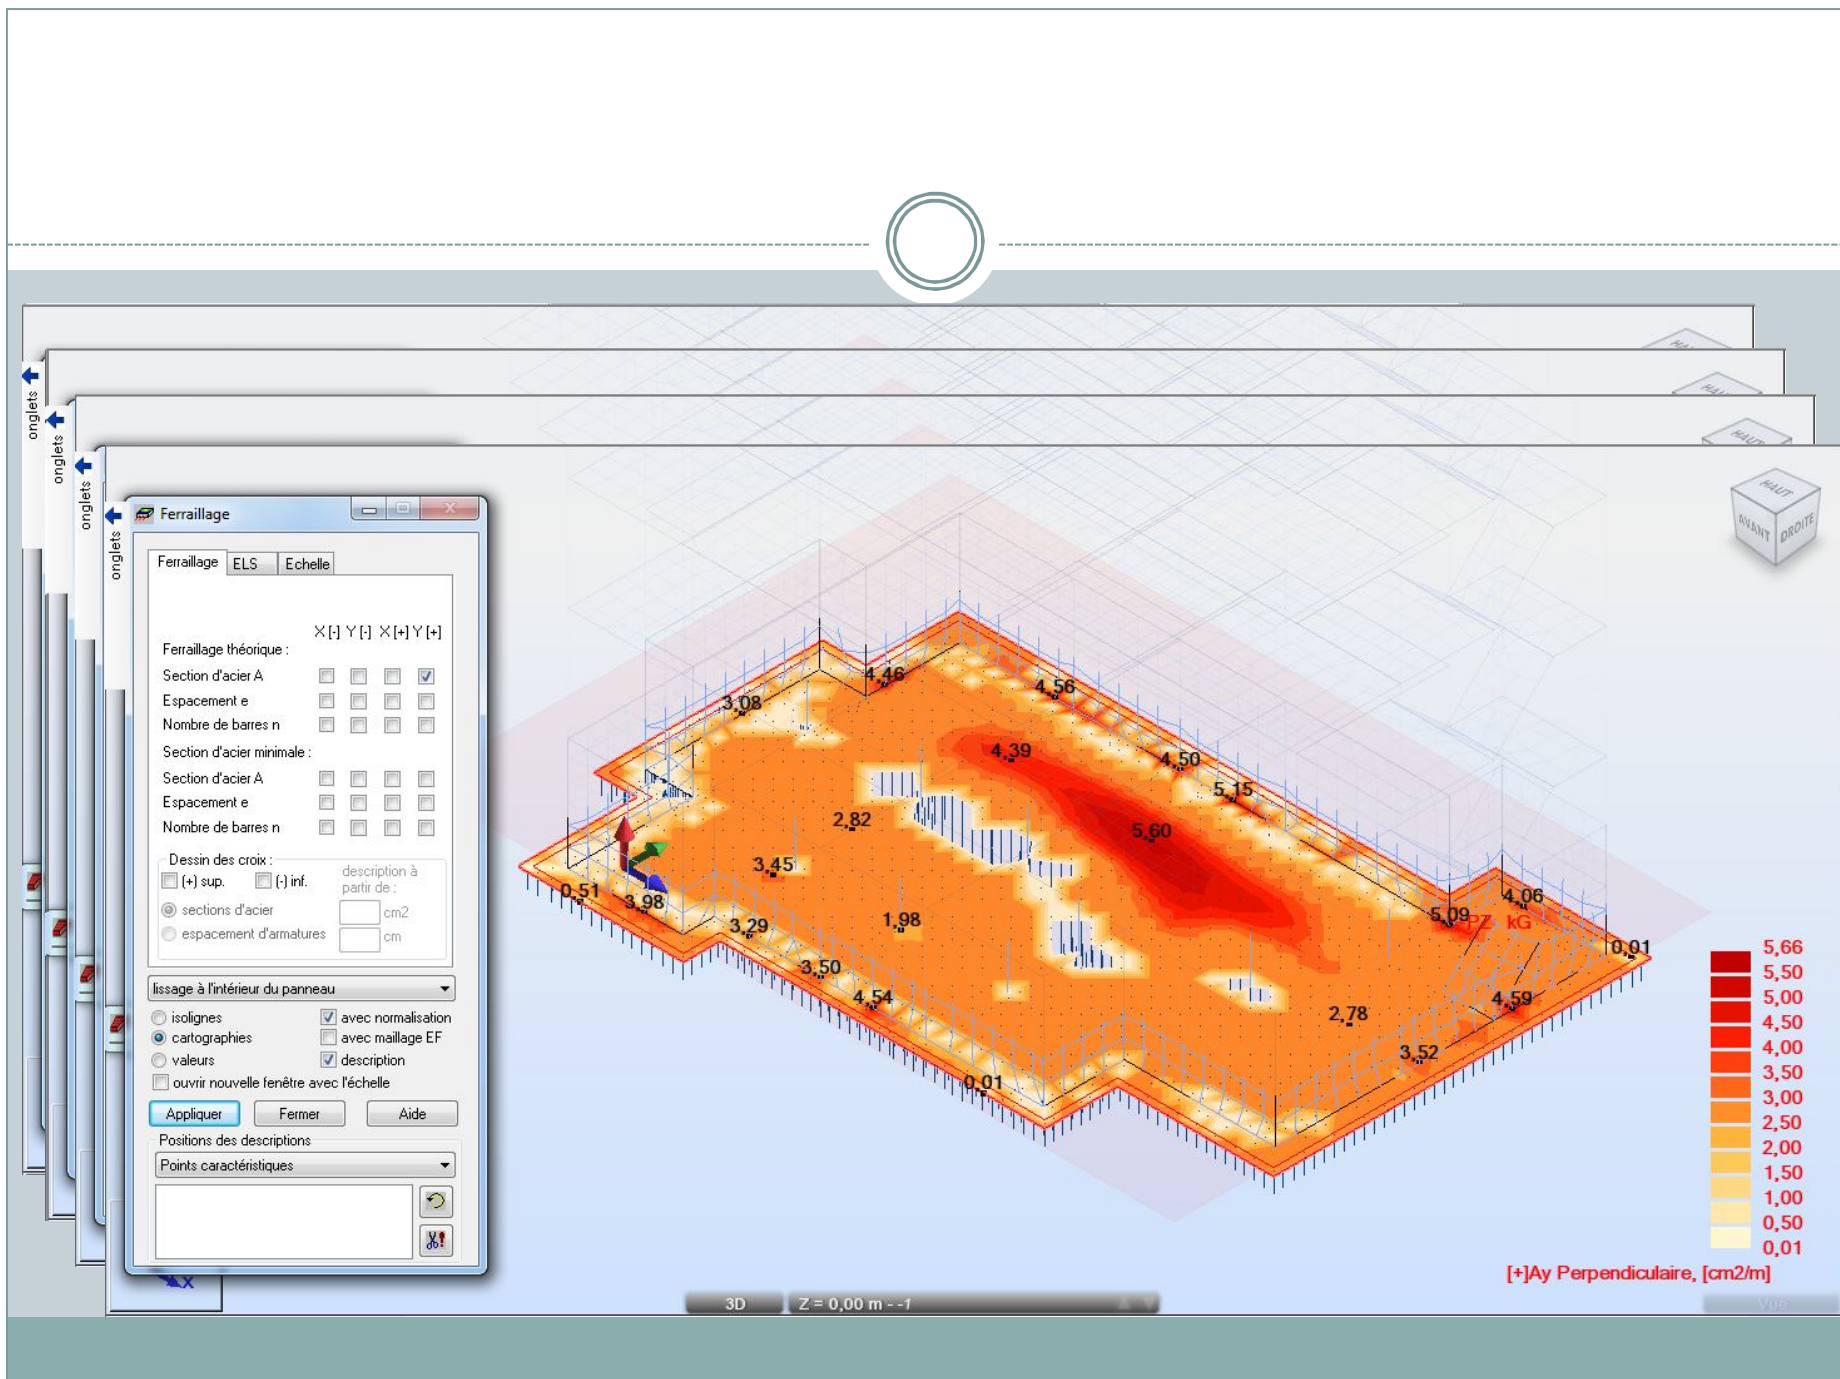 HAUT
HAUT
HAUT
onglets
onglets
onglets
onglets
HAUT
AVANT
DROITE
Ferraillage
Ferraillage ELS Echelle
X [-] Y [-] X [+] Y [+]
Ferraillage théorique :
Section d'acier A
Espacement e
Nombre de barres n
Section d'acier minimale :
Section d'acier A
Espacement e
Nombre de barres n
Dessin des croix :
(+) sup. (-) inf.
description à
partir de :
sections d'acier cm2
espacement d'armatures cm
lissage à l'intérieur du panneau
isolignes avec normalisation
cartographies avec maillage EF
valeurs description
ouvrir nouvelle fenêtre avec l'échelle
Appliquer Fermer Aide
Positions des descriptions
Points caractéristiques
X
4,46
3,08
4,56
4,39
4,50
5,15
2,82
5,60
3,45
0,51
3,98
3,29
1,98
4,06
5,09
PZ kG
0,01
3,50
4,54
4,59
2,78
3,52
0,01
5,66
5,50
5,00
4,50
4,00
3,50
3,00
2,50
2,00
1,50
1,00
0,50
0,01
[+]Ay Perpendiculaire, [cm2/m]
3D Z = 0,00 m - -1
Vue